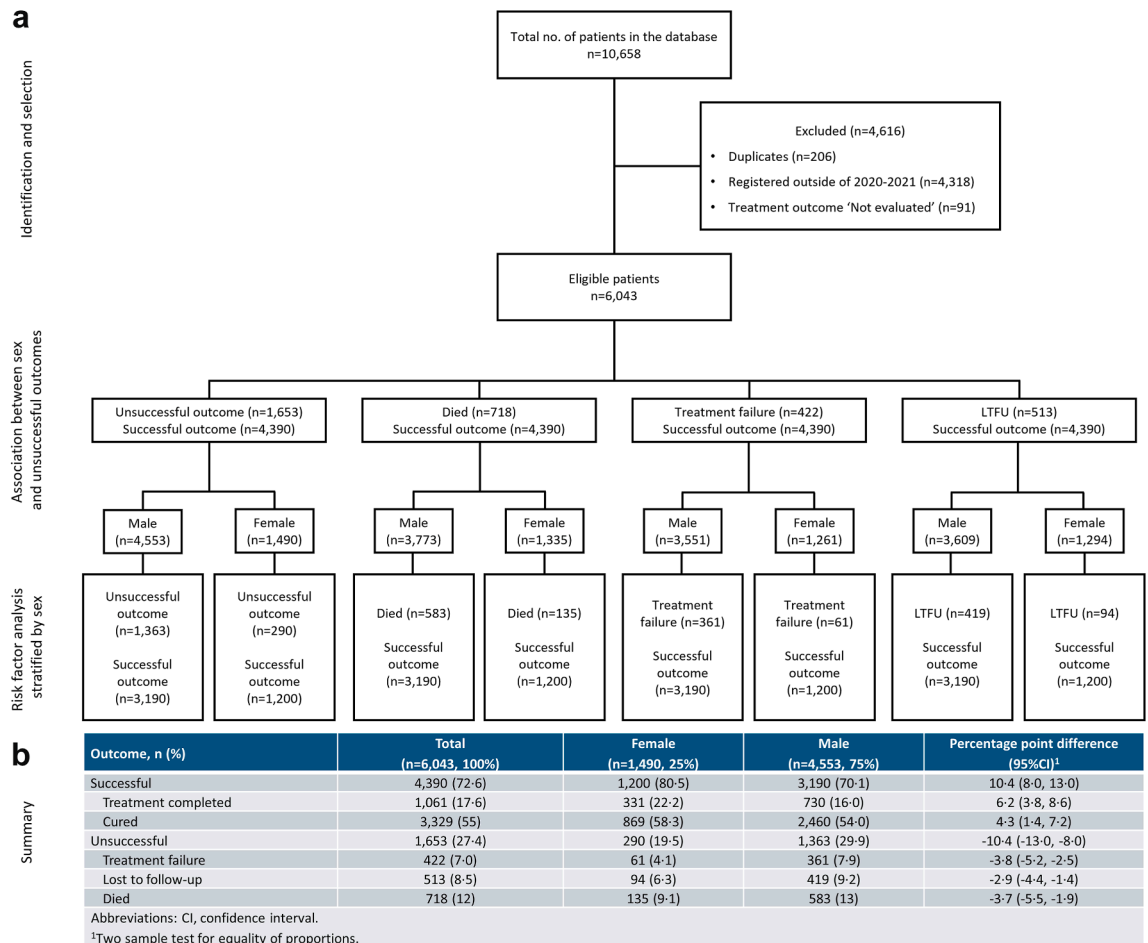 a
Identification and selection
Total no. of patients in the database
n=10,658
Excluded (n=4,616)
• Duplicates (n=206)
• Registered outside of 2020-2021 (n=4,318)
• Treatment outcome ‘Not evaluated’ (n=91)
Eligible patients
n=6,043
Association between sex
and unsuccessful outcomes
Unsuccessful outcome (n=1,653)
Successful outcome (n=4,390)
Died (n=718)
Successful outcome (n=4,390)
Treatment failure (n=422)
Successful outcome (n=4,390)
LTFU (n=513)
Successful outcome (n=4,390)
Male
(n=4,553)
Female
(n=1,490)
Male
(n=3,773)
Female
(n=1,335)
Male
(n=3,551)
Female
(n=1,261)
Male
(n=3,609)
Female
(n=1,294)
Risk factor analysis
stratified by sex
Unsuccessful
outcome
(n=1,363)
Successful
outcome
(n=3,190)
Unsuccessful
outcome
(n=290)
Successful
outcome
(n=1,200)
Died (n=583)
Successful
outcome
(n=3,190)
Died (n=135)
Successful
outcome
(n=1,200)
Treatment
failure (n=361)
Successful
outcome
(n=3,190)
Treatment
failure (n=61)
Successful
outcome
(n=1,200)
LTFU (n=419)
Successful
outcome
(n=3,190)
LTFU (n=94)
Successful
outcome
(n=1,200)
b
Summary
Outcome, n (%) Total (n=6,043, 100%) Female (n=1,490, 25%) Male (n=4,553, 75%) Percentage point difference (95%CI)¹
Successful 4,390 (72·6) 1,200 (80·5) 3,190 (70·1) 10·4 (8·0, 13·0)
Treatment completed 1,061 (17·6) 331 (22·2) 730 (16·0) 6·2 (3·8, 8·6)
Cured 3,329 (55) 869 (58·3) 2,460 (54·0) 4·3 (1·4, 7·2)
Unsuccessful 1,653 (27·4) 290 (19·5) 1,363 (29·9) -10·4 (-13·0, -8·0)
Treatment failure 422 (7·0) 61 (4·1) 361 (7·9) -3·8 (-5·2, -2·5)
Lost to follow-up 513 (8·5) 94 (6·3) 419 (9·2) -2·9 (-4·4, -1·4)
Died 718 (12) 135 (9·1) 583 (13) -3·7 (-5·5, -1·9)
Abbreviations: CI, confidence interval.
¹Two sample test for equality of proportions.